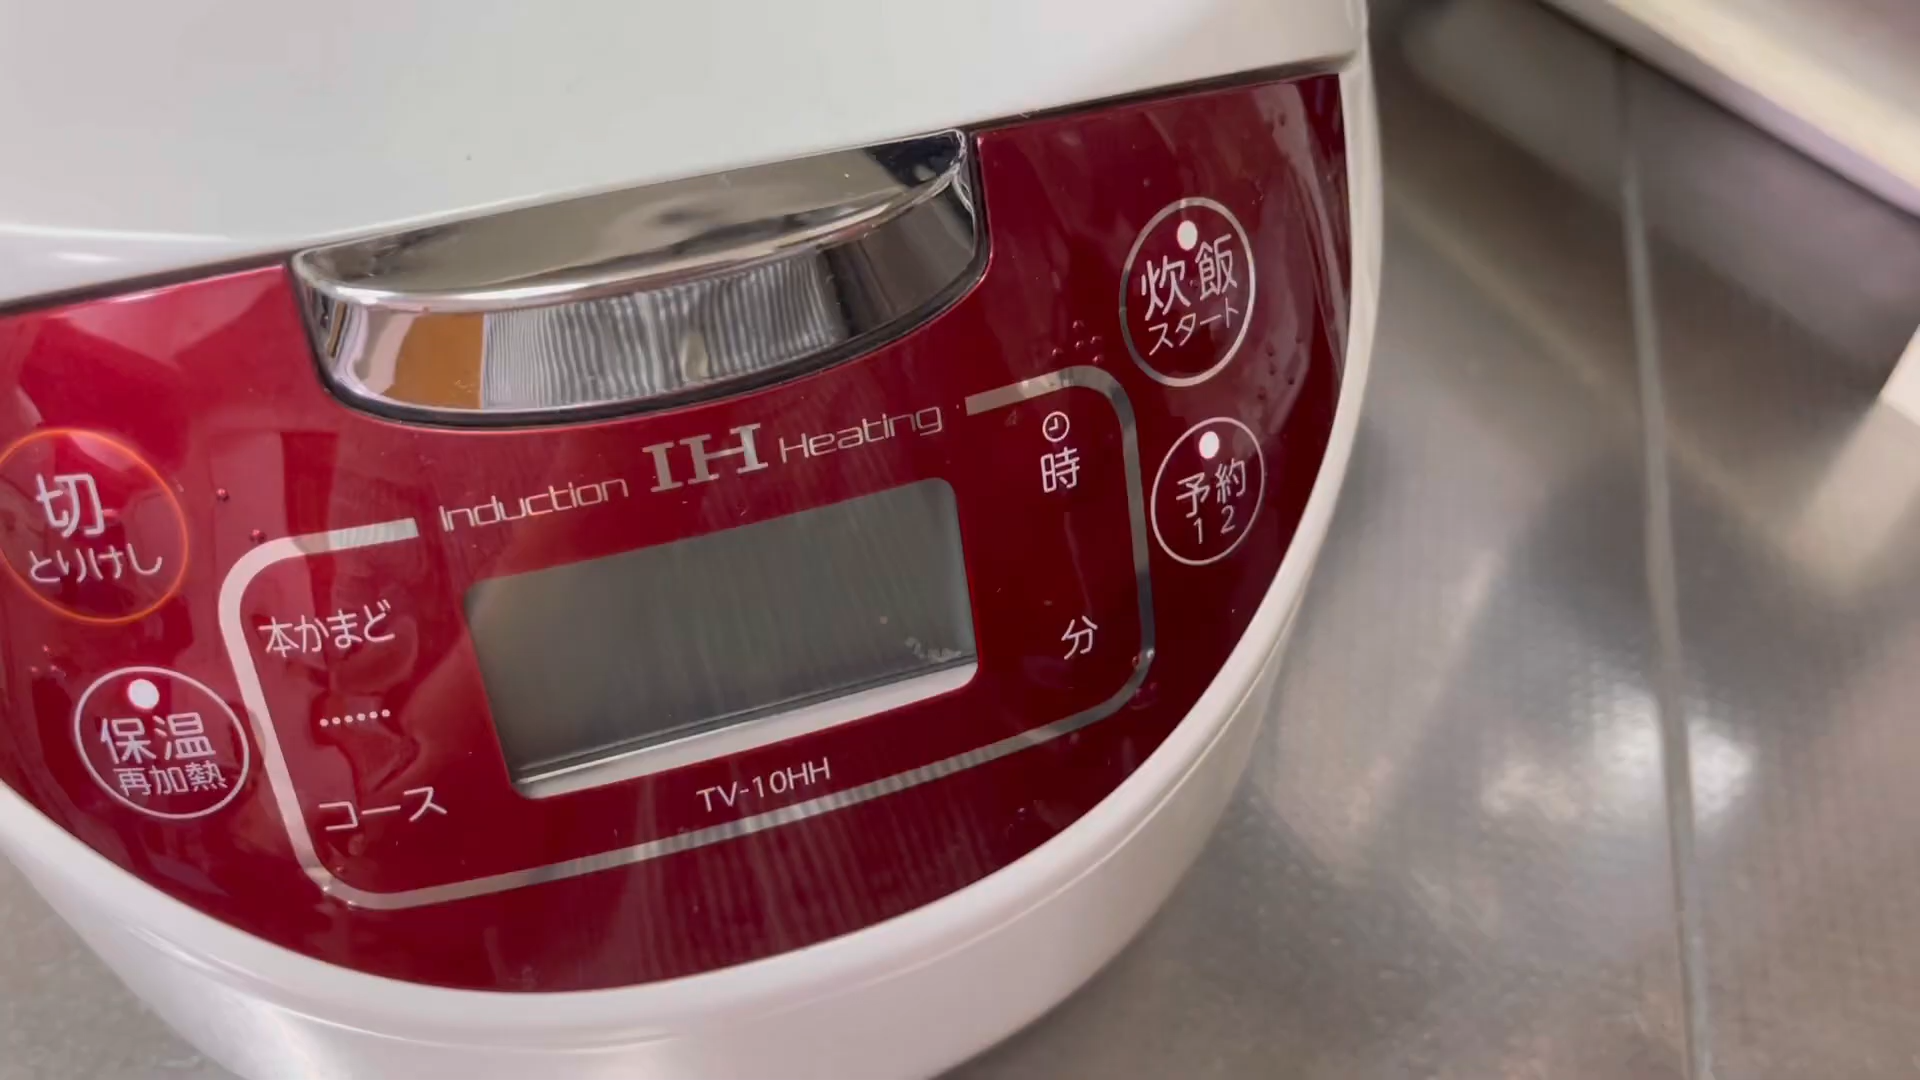 炊飯
スタート
Induction IH Heating
時
切
とりけし
予約
1 2
本かまど
分
保温
再加熱
コース
TV-10HH